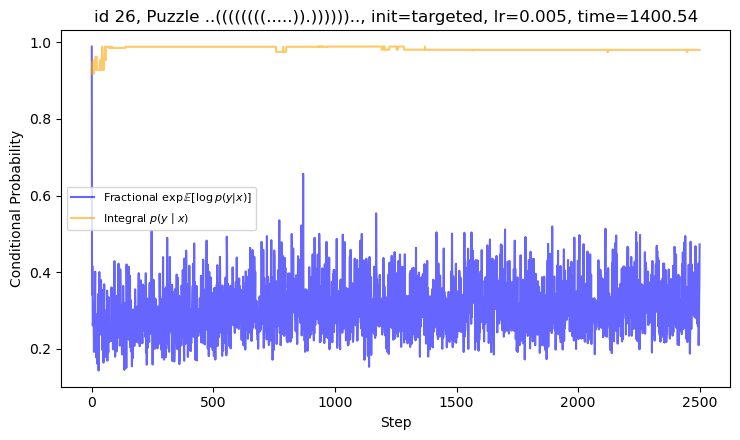 id 26, Puzzle ..((((((((.....)).)))))).., init=targeted, lr=0.005, time=1400.54
1.0
0.8
0.6
0.4
0.2
Conditional Probability
Fractional exp𝔼[log p(y|x)]
Integral p(y | x)
0 500 1000 1500 2000 2500
Step